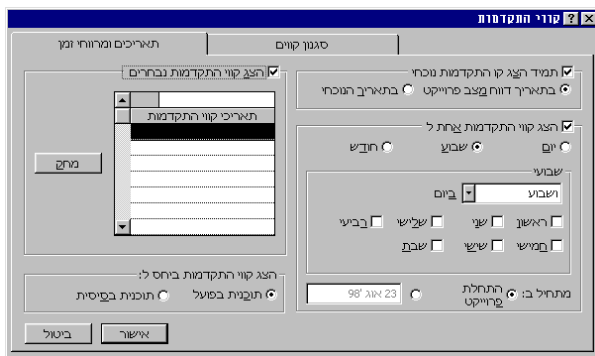 קווי התקדמות
תאריכים ומרווחי זמן
סגנון קווים
תמיד הצג קו התקדמות נוכחי
בתאריך דווח מצב פרוייקט
בתאריך הנוכחי
הצג קווי התקדמות אחת ל
יום
שבוע
חודש
שבועי
ושבוע
ביום
ראשון
שני
שלישי
רביעי
חמישי
שישי
שבת
מתחיל ב:
התחלת
פרוייקט
23 אוג '98
הצג קווי התקדמות נבחרים
תאריכי קווי התקדמות
מחק
הצג קווי התקדמות ביחס ל:
תוכנית בפועל
תוכנית בסיסית
אישור
ביטול